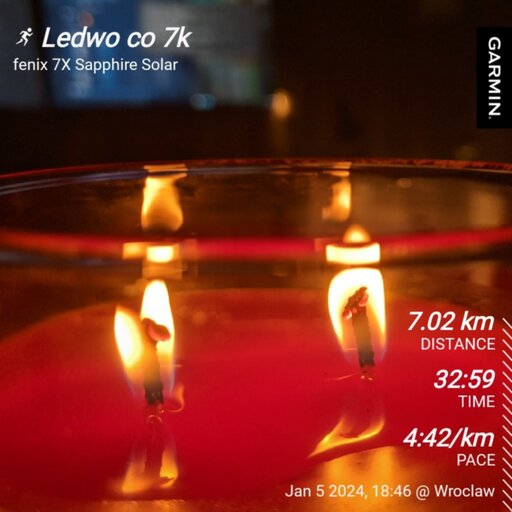 Ledwo co 7k
fenix 7X Sapphire Solar
GARMIN
7.02 km
DISTANCE
32:59
TIME
4:42/km
PACE
Jan 5 2024, 18:46 @ Wroclaw